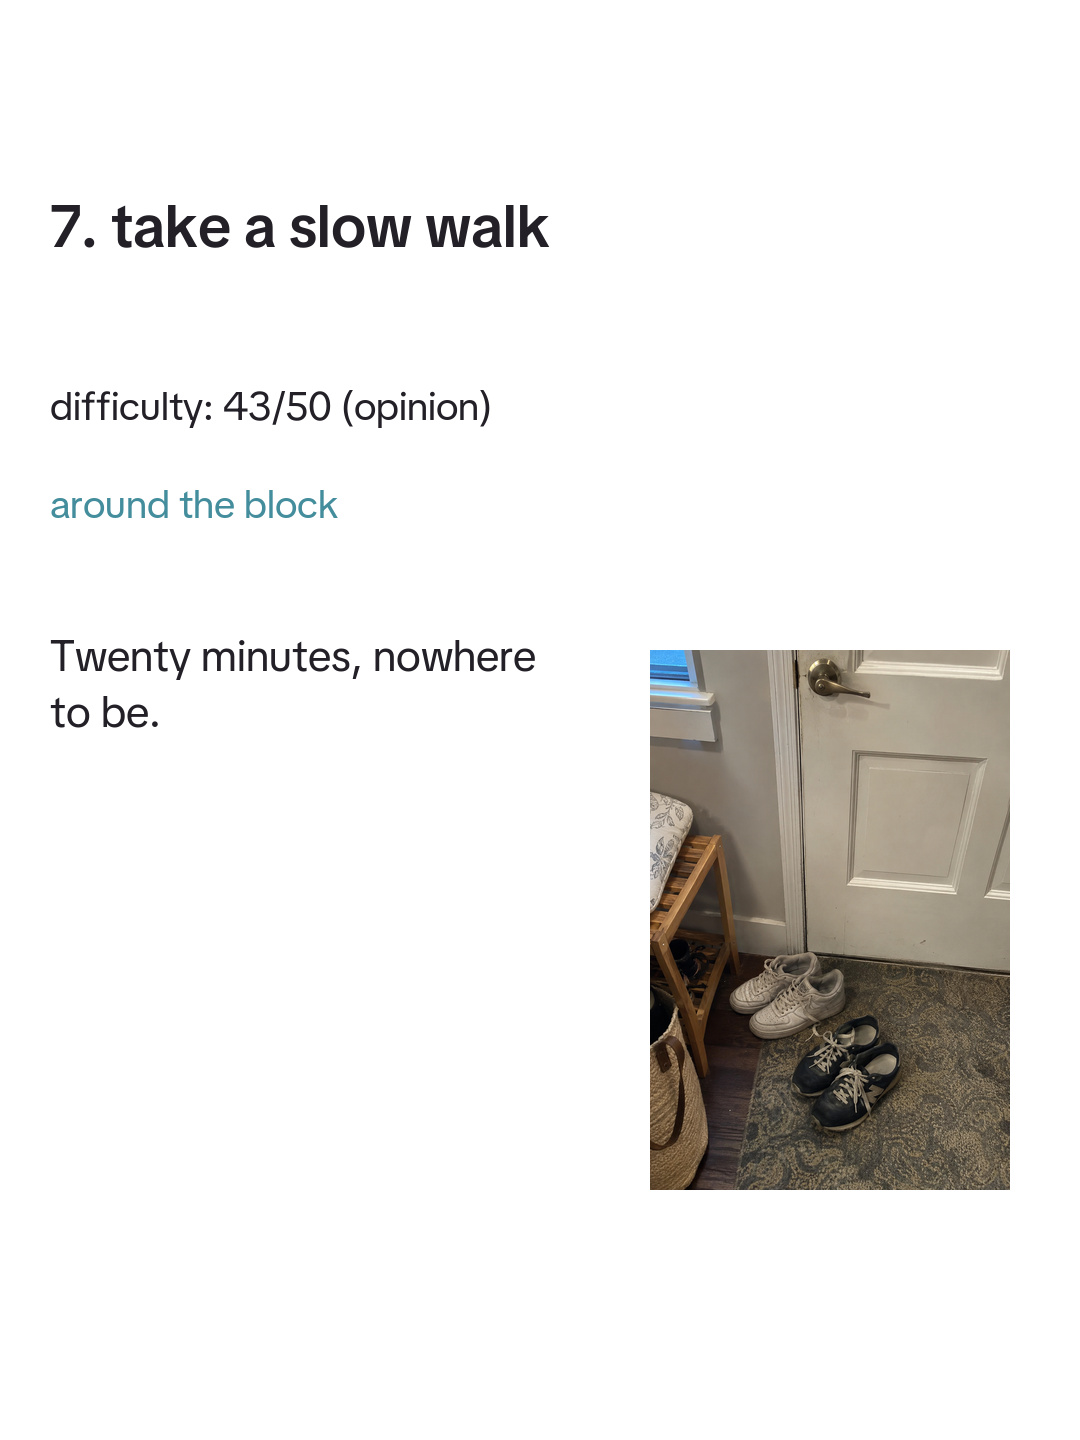 7. take a slow walk
difficulty: 43/50 (opinion)
around the block
Twenty minutes, nowhere
to be.